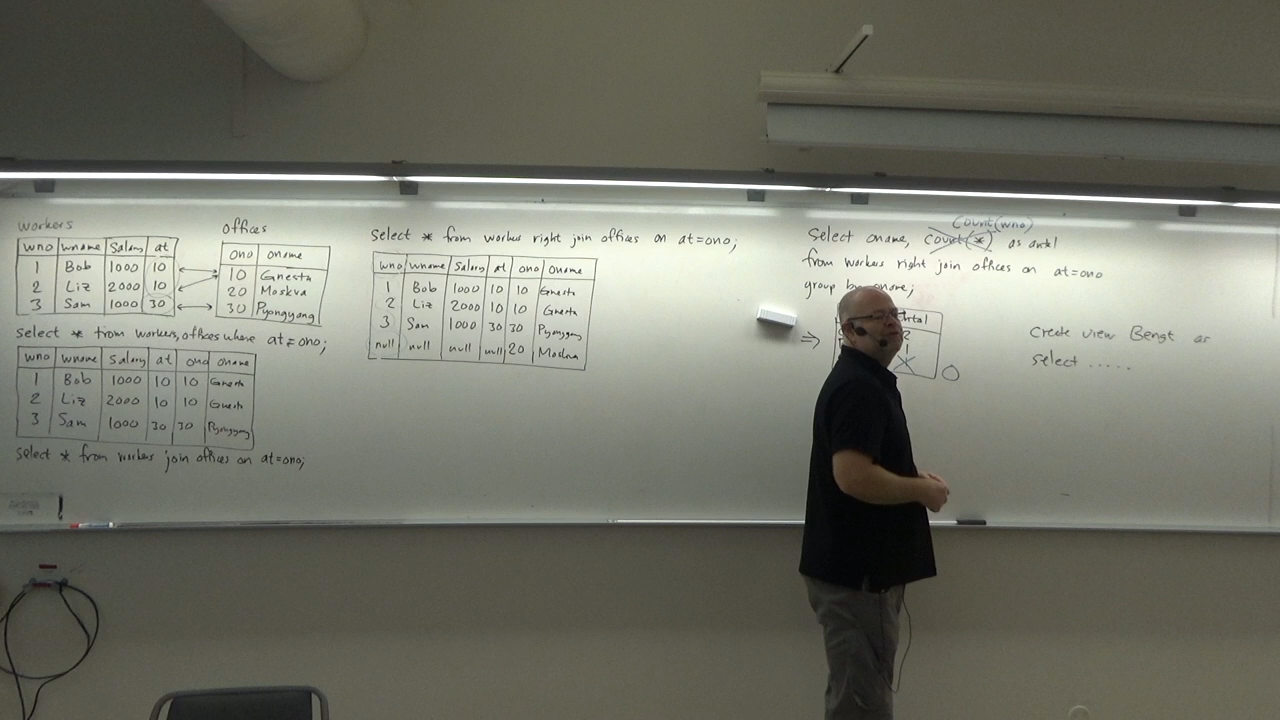 workers
wno wname Salary at
1 Bob 1000 10
2 Liz 2000 10
3 Sam 1000 30
offices
ono oname
10 Gnesta
20 Moskva
30 Pyongyang
select * from workers, offices where at=ono;
wno wname Salary at ono oname
1 Bob 1000 10 10 Gnesta
2 Liz 2000 10 10 Gnesta
3 Sam 1000 30 30 Pyongyang
select * from workers join offices on at=ono;
select * from workers right join offices on at=ono;
wno wname Salary at ono oname
1 Bob 1000 10 10 Gnesta
2 Liz 2000 10 10 Gnesta
3 Sam 1000 30 30 Pyongyang
null null null null 20 Moskva
Count(wno)
Select oname, count(*) as antal
from workers right join offices on at=ono
group by oname;
⇒
2
0
Create view Bengt as
select .....